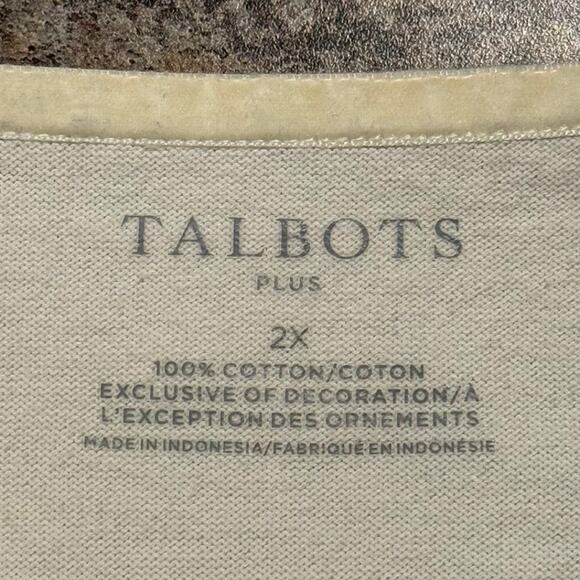 TALBOTS
PLUS
2X
100% COTTON/COTON
EXCLUSIVE OF DECORATION/À
L'EXCEPTION DES ORNEMENTS
MADE IN INDONESIA/FABRIQUÉ EN INDONÉSIE